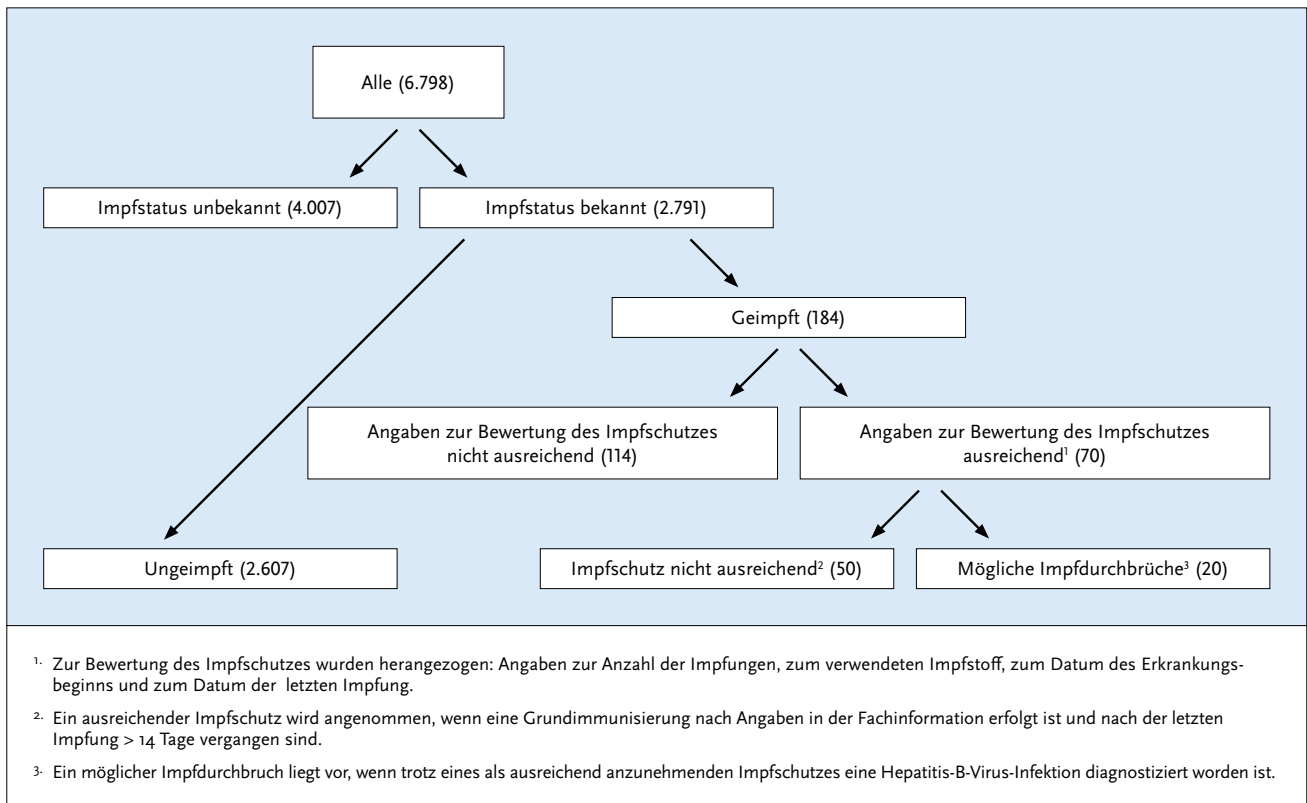 Alle (6.798)
Impfstatus unbekannt (4.007)
Impfstatus bekannt (2.791)
Geimpft (184)
Angaben zur Bewertung des Impfschutzes
nicht ausreichend (114)
Angaben zur Bewertung des Impfschutzes
ausreichend¹ (70)
Ungeimpft (2.607)
Impfschutz nicht ausreichend² (50)
Mögliche Impfdurchbrüche³ (20)
1. Zur Bewertung des Impfschutzes wurden herangezogen: Angaben zur Anzahl der Impfungen, zum verwendeten Impfstoff, zum Datum des Erkrankungs-
beginns und zum Datum der letzten Impfung.
2. Ein ausreichender Impfschutz wird angenommen, wenn eine Grundimmunisierung nach Angaben in der Fachinformation erfolgt ist und nach der letzten
Impfung > 14 Tage vergangen sind.
3. Ein möglicher Impfdurchbruch liegt vor, wenn trotz eines als ausreichend anzunehmenden Impfschutzes eine Hepatitis-B-Virus-Infektion diagnostiziert worden ist.